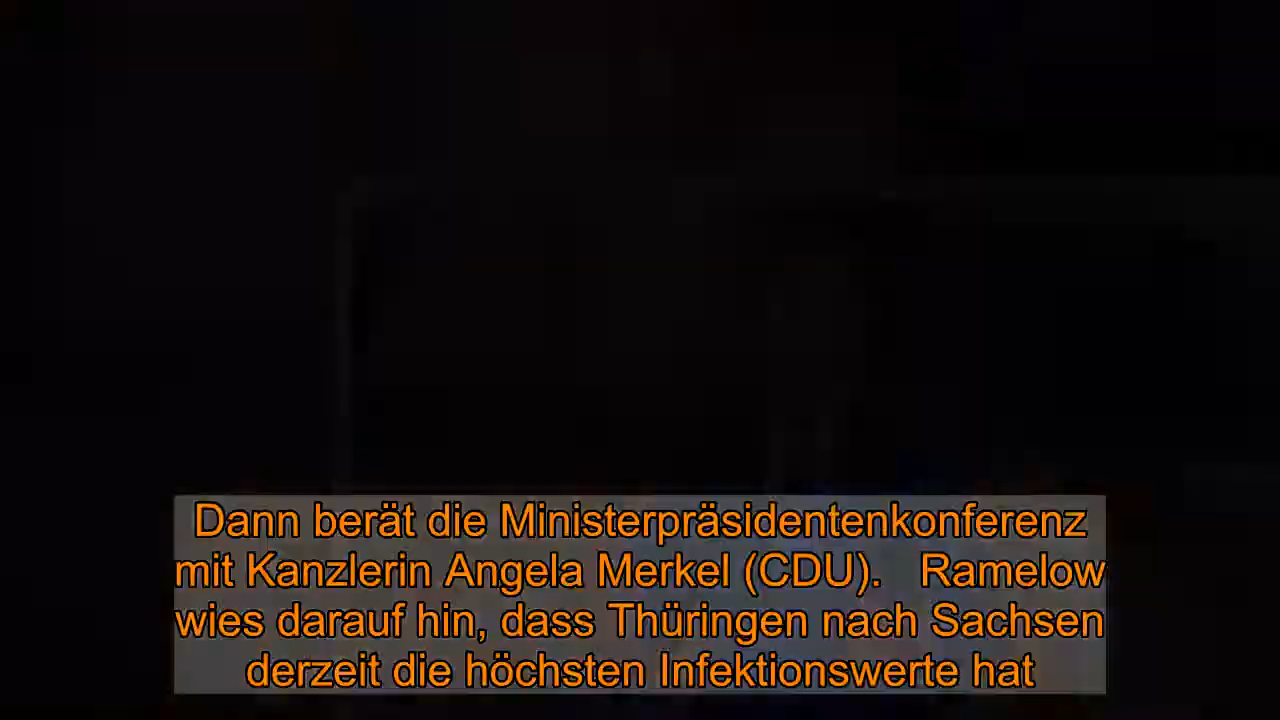 Dann berät die Ministerpräsidentenkonferenz
mit Kanzlerin Angela Merkel (CDU). Ramelow
wies darauf hin, dass Thüringen nach Sachsen
derzeit die höchsten Infektionswerte hat